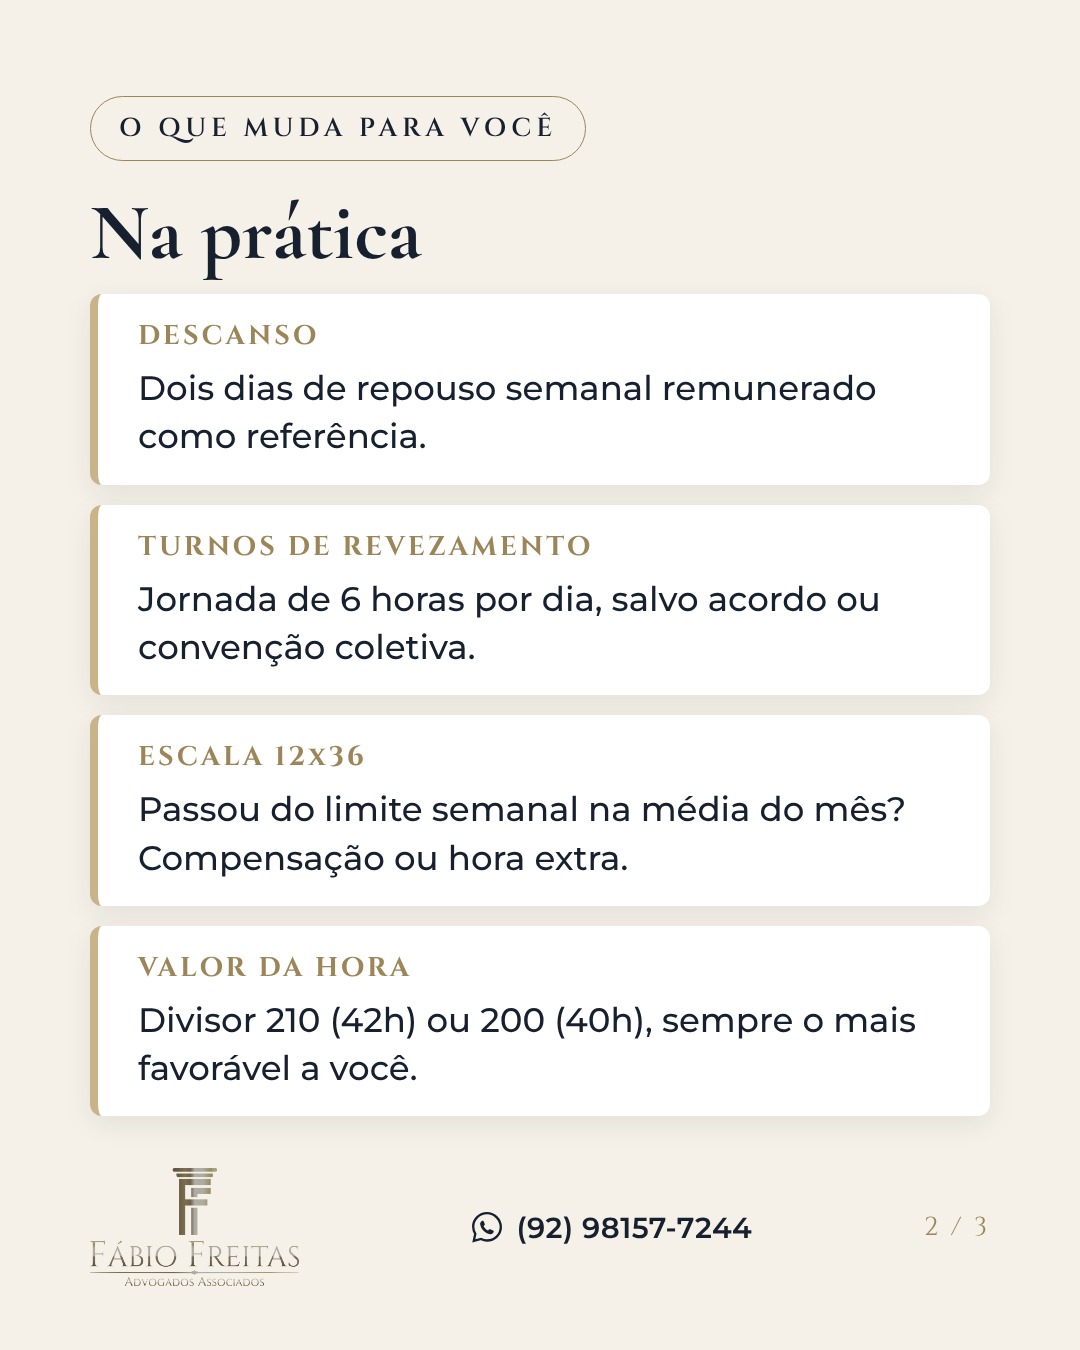 O QUE MUDA PARA VOCÊ
Na prática
DESCANSO
Dois dias de repouso semanal remunerado
como referência.
TURNOS DE REVEZAMENTO
Jornada de 6 horas por dia, salvo acordo ou
convenção coletiva.
ESCALA 12X36
Passou do limite semanal na média do mês?
Compensação ou hora extra.
VALOR DA HORA
Divisor 210 (42h) ou 200 (40h), sempre o mais
favorável a você.
FÁBIO FREITAS
ADVOGADOS ASSOCIADOS
(92) 98157-7244
2 / 3